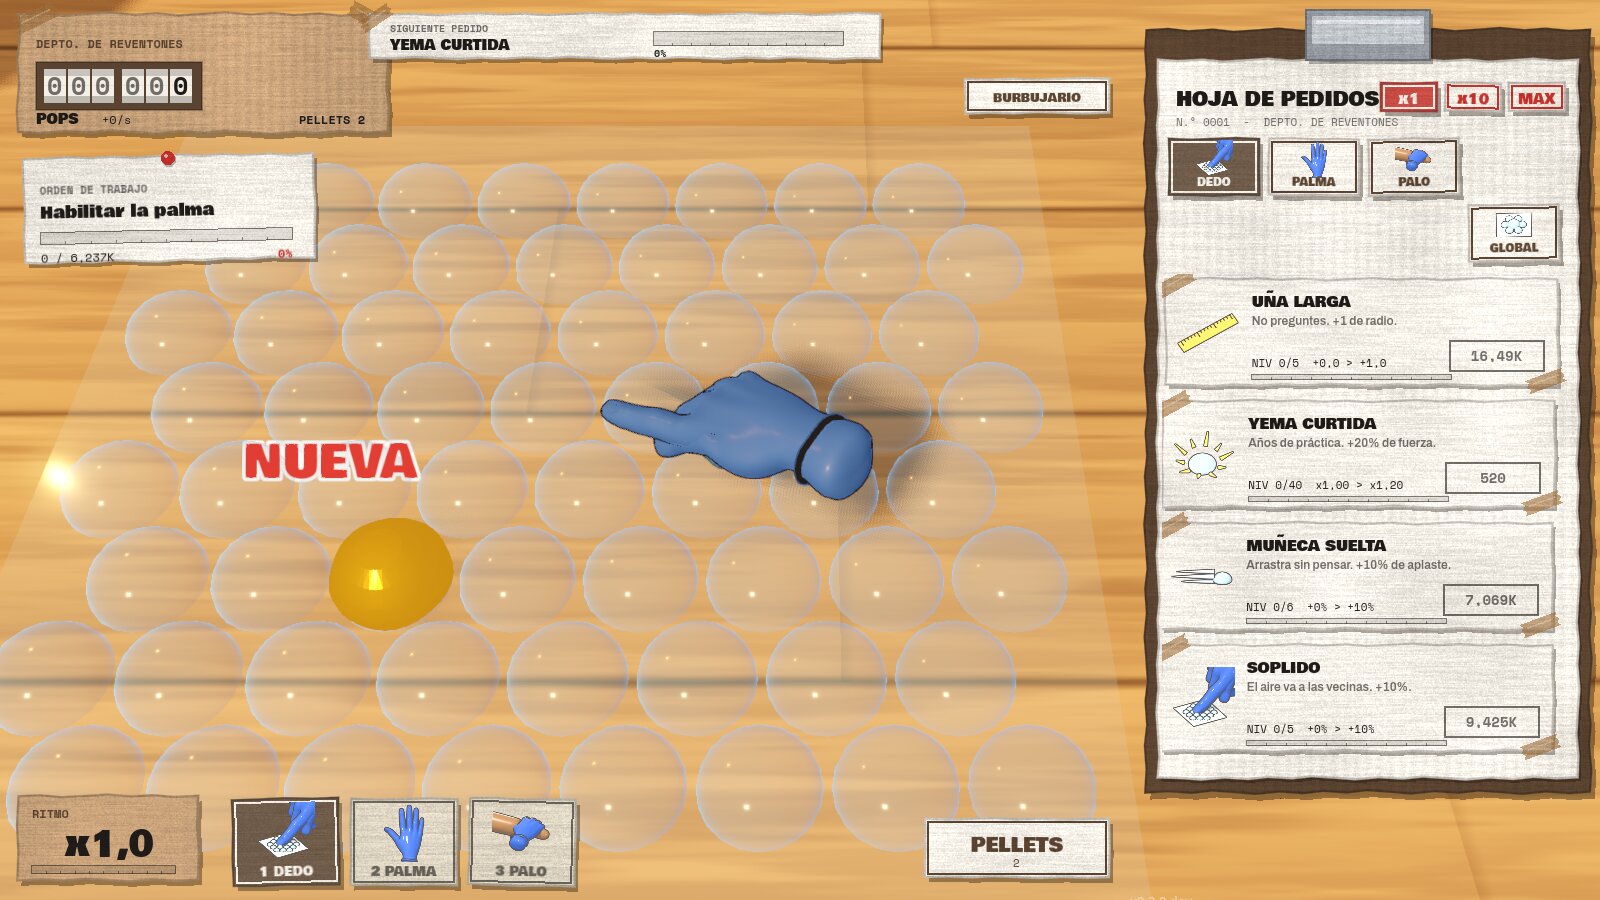 DEPTO. DE REVENTONES
000 000
POPS +0/s PELLETS 2
SIGUIENTE PEDIDO
YEMA CURTIDA
0%
BURBUJARIO
ORDEN DE TRABAJO
Habilitar la palma
0 / 6,237K 0%
NUEVA
HOJA DE PEDIDOS x1 x10 MAX
N.° 0001 - DEPTO. DE REVENTONES
DEDO PALMA PALO
GLOBAL
UÑA LARGA
No preguntes. +1 de radio.
NIV 0/5 +0,0 > +1,0 16,49K
YEMA CURTIDA
Años de práctica. +20% de fuerza.
NIV 0/40 x1,00 > x1,20 520
MUÑECA SUELTA
Arrastra sin pensar. +10% de aplaste.
NIV 0/6 +0% > +10% 7,069K
SOPLIDO
El aire va a las vecinas. +10%.
NIV 0/5 +0% > +10% 9,425K
RITMO
x1,0
1 DEDO 2 PALMA 3 PALO
PELLETS
2